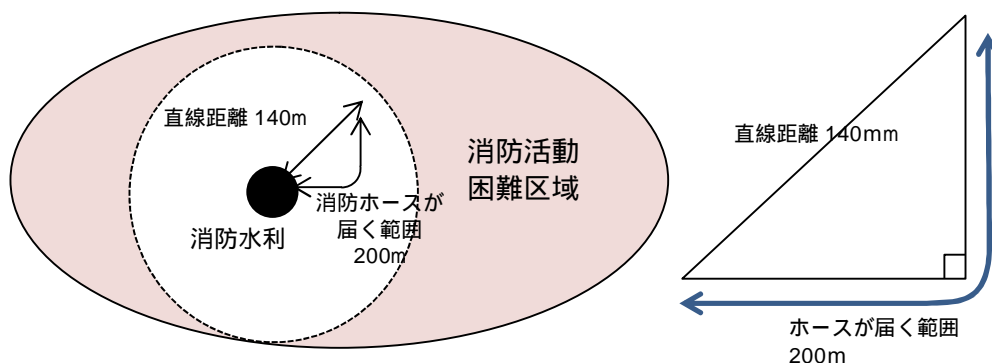 直線距離 140m
消防活動
困難区域
消防ホースが
届く範囲
200m
消防水利
直線距離 140mm
ホースが届く範囲
200m